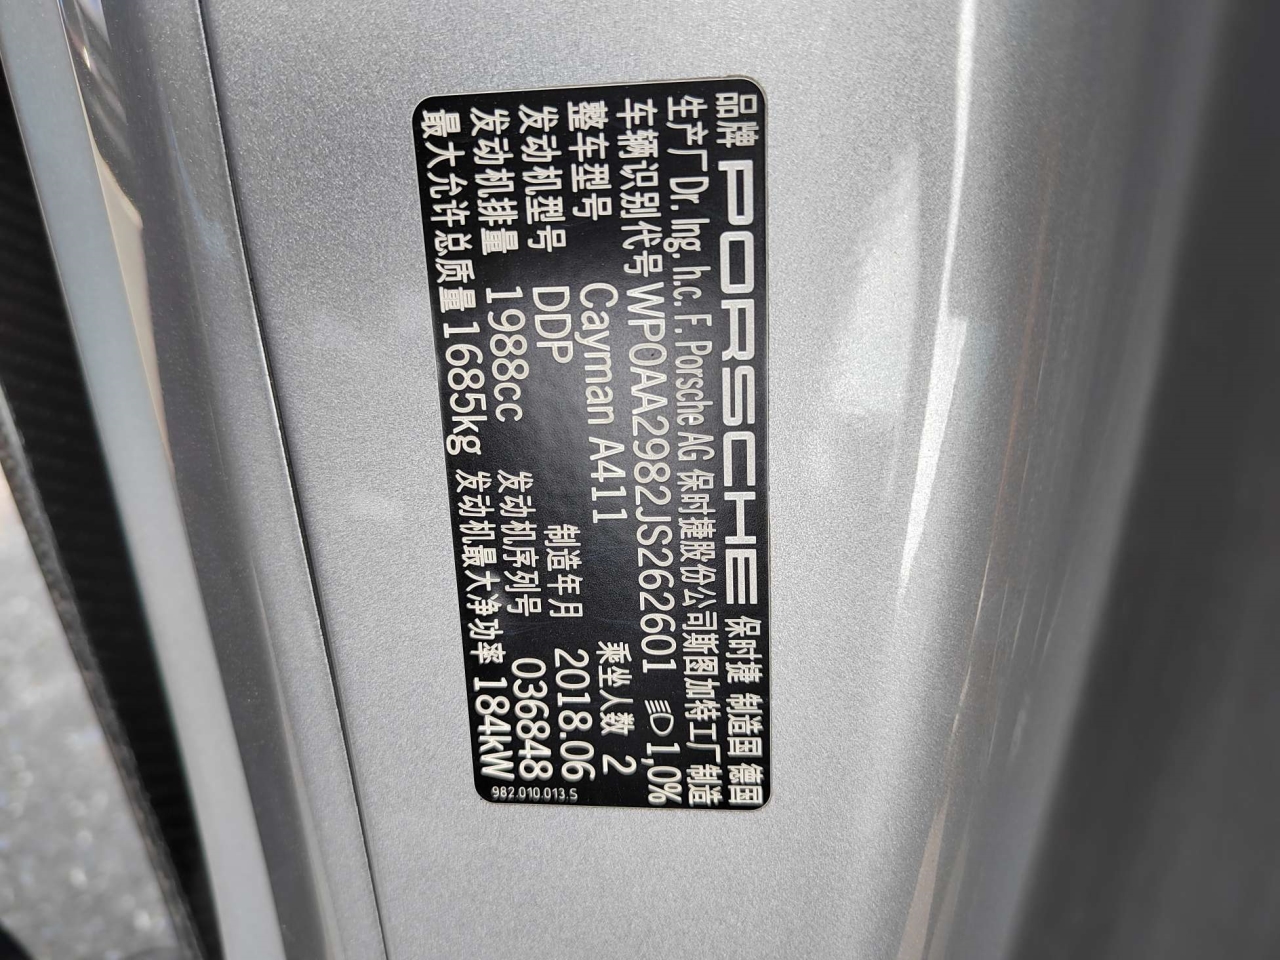 品牌 PORSCHE 保时捷 制造国 德国
生产厂 Dr. Ing. h.c. F. Porsche AG 保时捷股份公司斯图加特工厂制造
车辆识别代号 WP0AA2982JS262601 1,0%
整车型号 Cayman A411 乘坐人数 2
发动机型号 DDP 制造年月 2018.06
发动机排量 1988cc 发动机序列号 036848
最大允许总质量 1685kg 发动机最大净功率 184kW
982.010.013.S